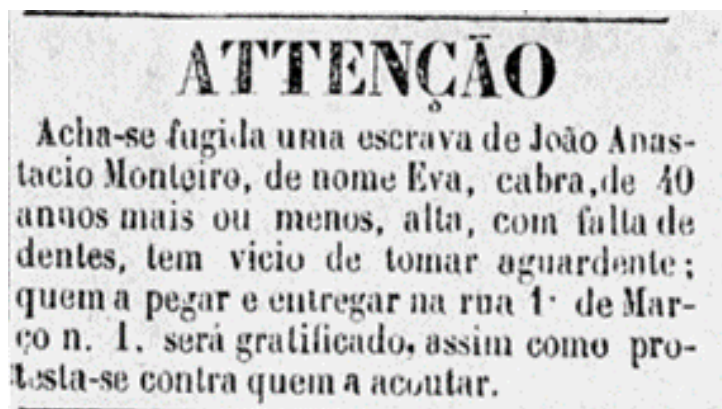 ATTENÇÃO
Acha-se fugida uma escrava de João Anas-
tacio Monteiro, de nome Eva, cabra, de 40
annos mais ou menos, alta, com falta de
dentes, tem vicio de tomar aguardente;
quem a pegar e entregar na rua 1· de Mar-
ço n. 1. será gratificado, assim como pro-
testa-se contra quem a acoutar.